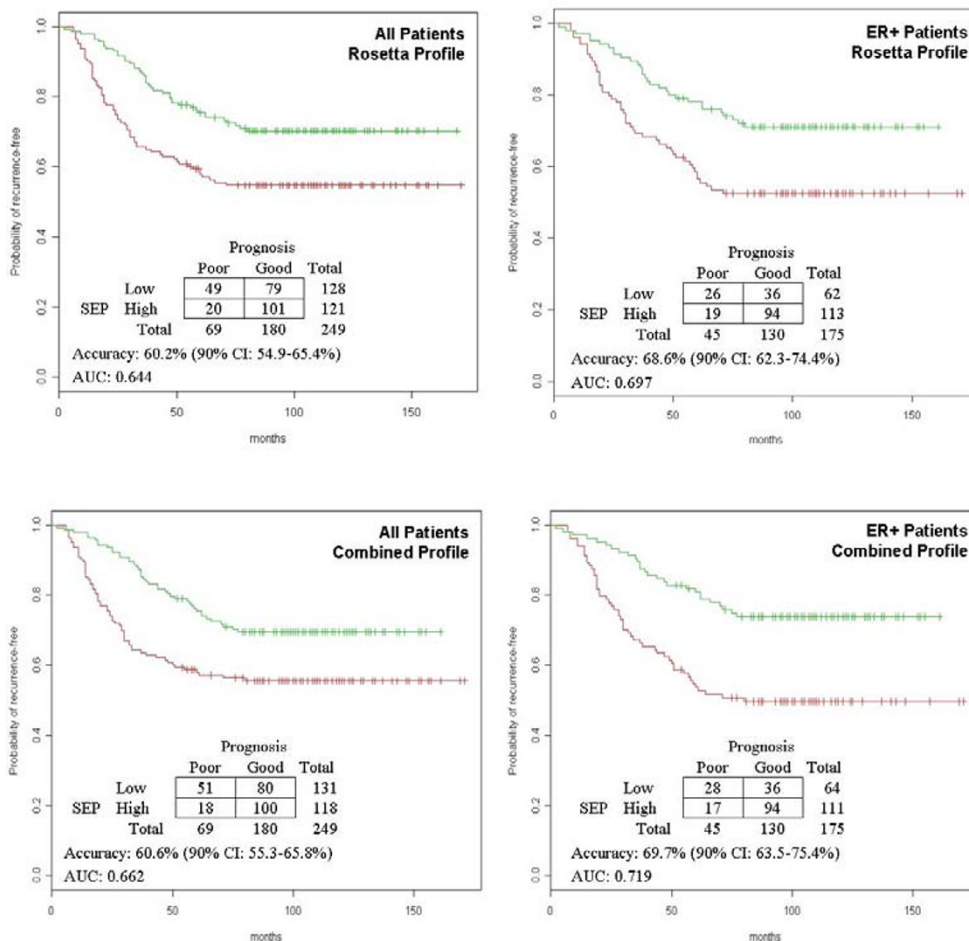 All Patients
Rosetta Profile
Probability of recurrence-free
1.0
0.8
0.6
0.4
0.2
0.0
Prognosis
Poor Good Total
Low 49 79 128
SEP High 20 101 121
Total 69 180 249
Accuracy: 60.2% (90% CI: 54.9-65.4%)
AUC: 0.644
0 50 100 150
months
ER+ Patients
Rosetta Profile
Probability of recurrence-free
1.0
0.8
0.6
0.4
0.2
0.0
Prognosis
Poor Good Total
Low 26 36 62
SEP High 19 94 113
Total 45 130 175
Accuracy: 68.6% (90% CI: 62.3-74.4%)
AUC: 0.697
0 50 100 150
months
All Patients
Combined Profile
Probability of recurrence-free
1.0
0.8
0.6
0.4
0.2
0.0
Prognosis
Poor Good Total
Low 51 80 131
SEP High 18 100 118
Total 69 180 249
Accuracy: 60.6% (90% CI: 55.3-65.8%)
AUC: 0.662
0 50 100 150
months
ER+ Patients
Combined Profile
Probability of recurrence-free
1.0
0.8
0.6
0.4
0.2
0.0
Prognosis
Poor Good Total
Low 28 36 64
SEP High 17 94 111
Total 45 130 175
Accuracy: 69.7% (90% CI: 63.5-75.4%)
AUC: 0.719
0 50 100 150
months